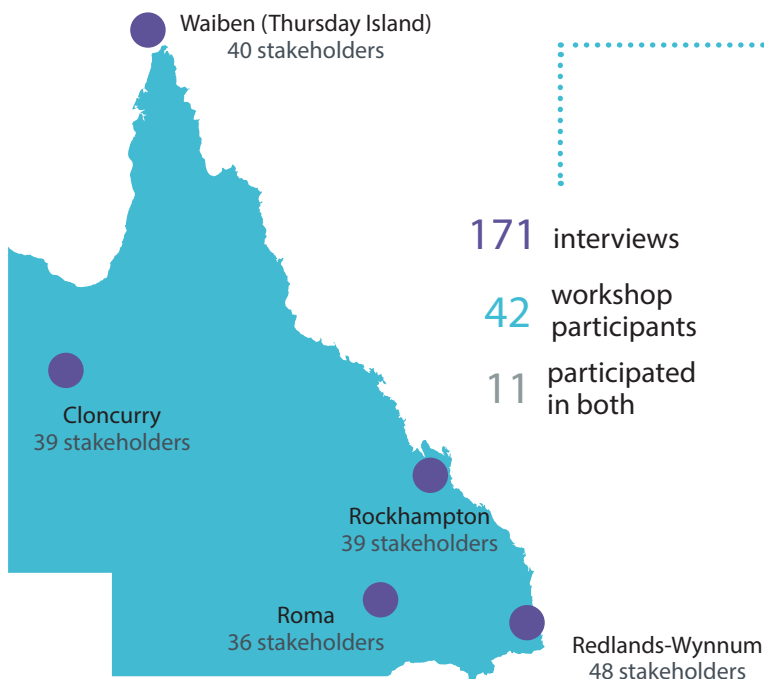 Waiben (Thursday Island)
40 stakeholders
171 interviews
42 workshop
participants
11 participated
in both
Cloncurry
39 stakeholders
Rockhampton
39 stakeholders
Roma
36 stakeholders
Redlands-Wynnum
48 stakeholders